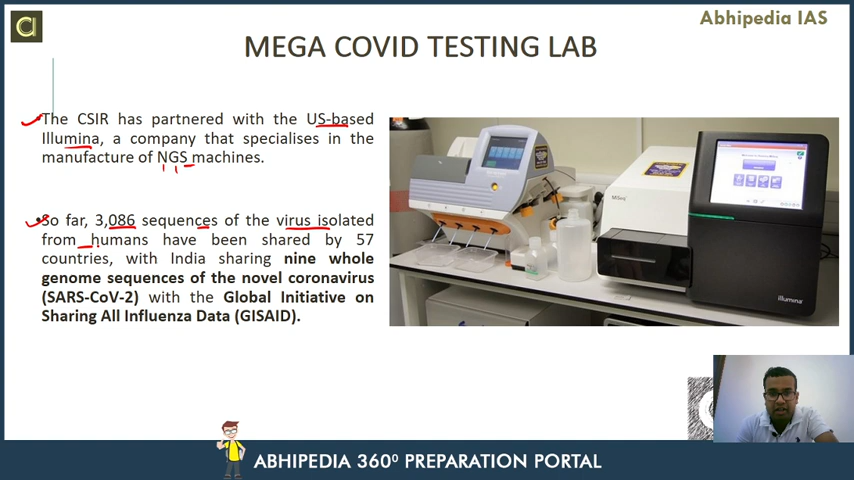 Abhipedia IAS
MEGA COVID TESTING LAB
The CSIR has partnered with the US-based
Illumina, a company that specialises in the
manufacture of NGS machines.
So far, 3,086 sequences of the virus isolated
from humans have been shared by 57
countries, with India sharing nine whole
genome sequences of the novel coronavirus
(SARS-CoV-2) with the Global Initiative on
Sharing All Influenza Data (GISAID).
MiSeq
illumina
ABHIPEDIA 360⁰ PREPARATION PORTAL